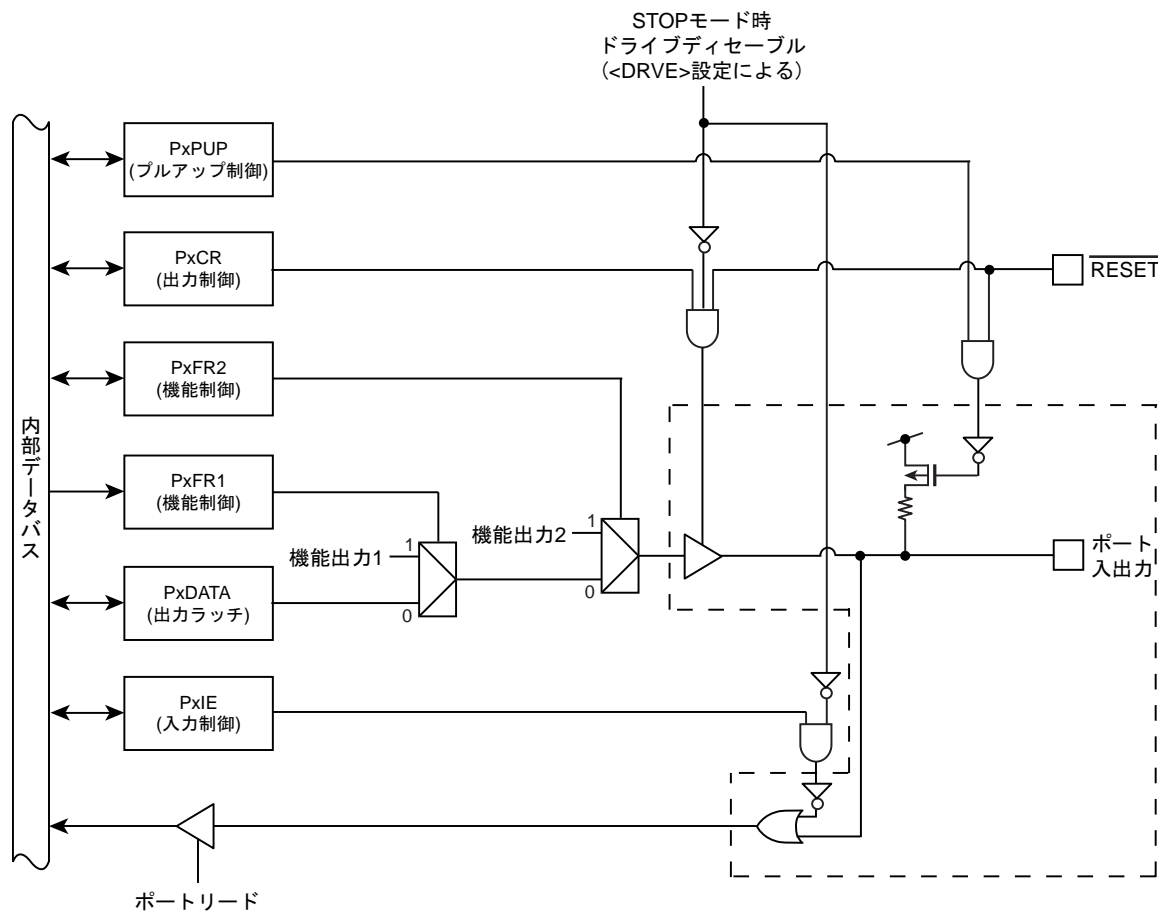 STOPモード時
ドライブディセーブル
(<DRVE>設定による)
PxPUP
(プルアップ制御)
PxCR
(出力制御)
RESET
PxFR2
(機能制御)
内部データバス
PxFR1
(機能制御)
機能出力1
1
0
機能出力2
1
0
ポート
入出力
PxDATA
(出力ラッチ)
PxIE
(入力制御)
ポートリード